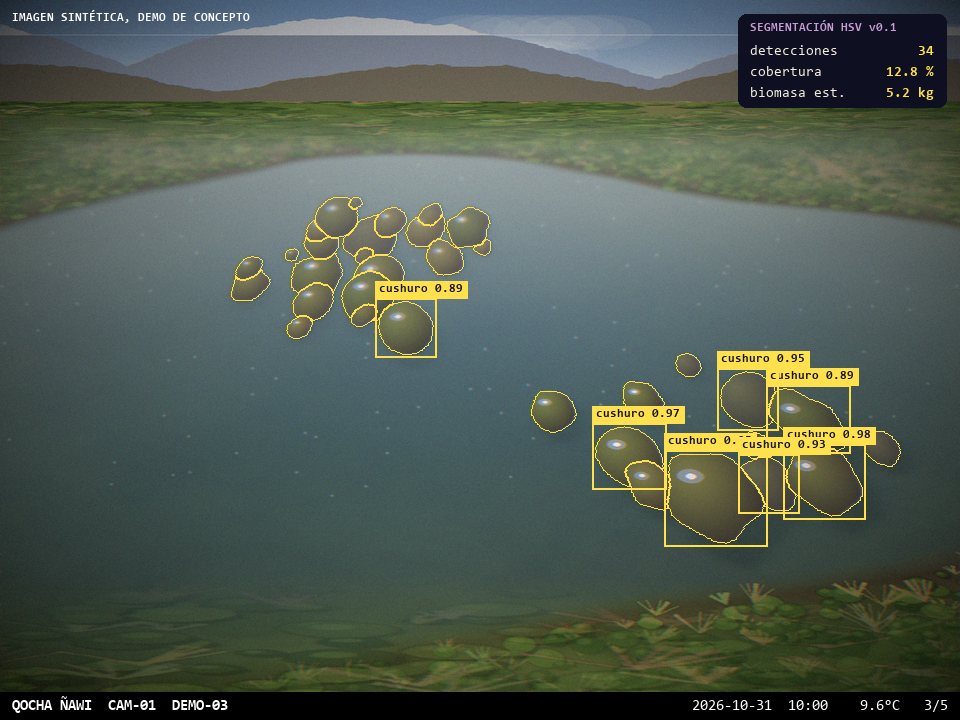 IMAGEN SINTÉTICA, DEMO DE CONCEPTO
SEGMENTACIÓN HSV v0.1
detecciones 34
cobertura 12.8 %
biomasa est. 5.2 kg
cushuro 0.89
cushuro 0.95
cushuro 0.89
cushuro 0.97
cushuro 0.98
cushuro 0.
cushuro 0.93
QOCHA ÑAWI CAM-01 DEMO-03
2026-10-31 10:00 9.6°C 3/5